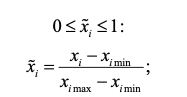 0 ≤ x̃ᵢ ≤ 1:
x̃ᵢ = (xᵢ − xᵢ min) / (xᵢ max − xᵢ min);